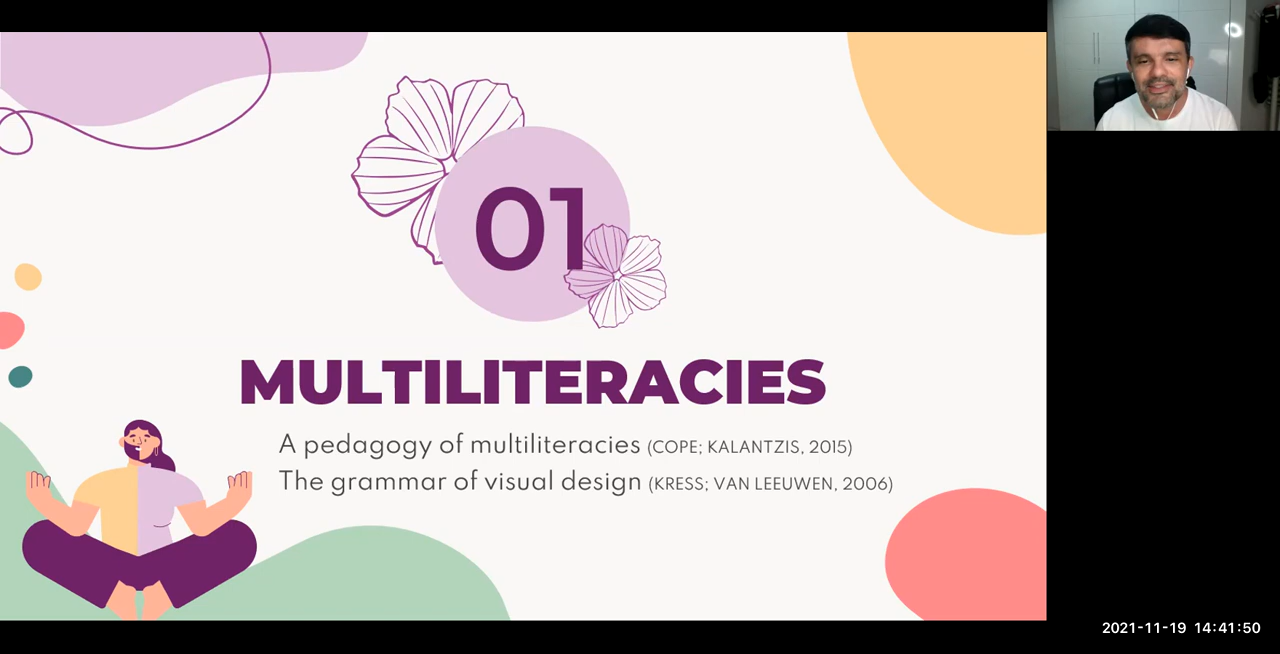 01
MULTILITERACIES
A pedagogy of multiliteracies (COPE; KALANTZIS, 2015)
The grammar of visual design (KRESS; VAN LEEUWEN, 2006)
2021-11-19 14:41:50